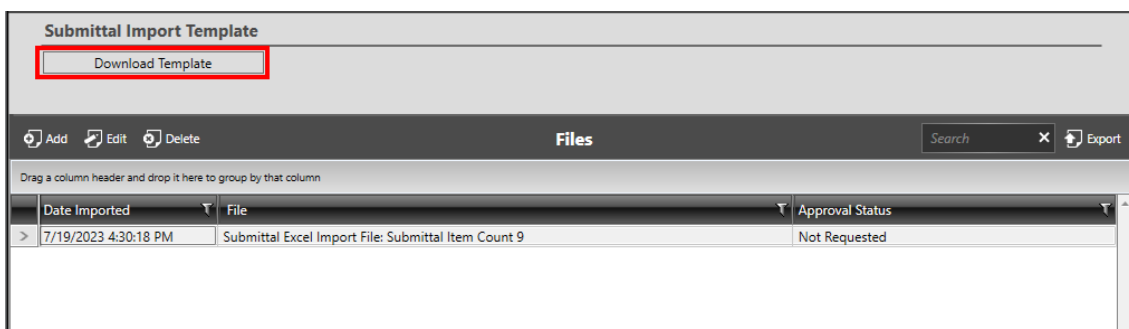 Submittal Import Template
Download Template
Add Edit Delete Files Search Export
Drag a column header and drop it here to group by that column
Date Imported File Approval Status
7/19/2023 4:30:18 PM Submittal Excel Import File: Submittal Item Count 9 Not Requested